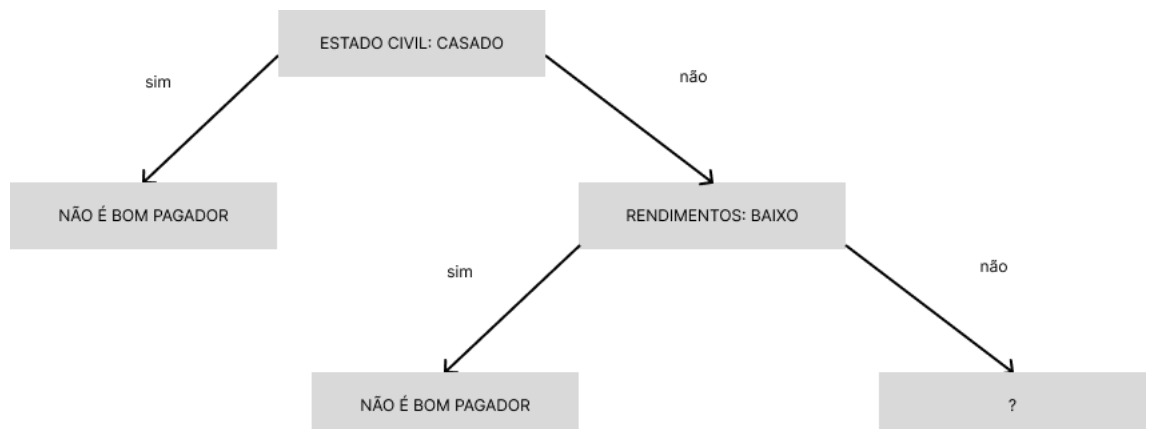 ESTADO CIVIL: CASADO
sim
não
NÃO É BOM PAGADOR
RENDIMENTOS: BAIXO
sim
não
NÃO É BOM PAGADOR
?